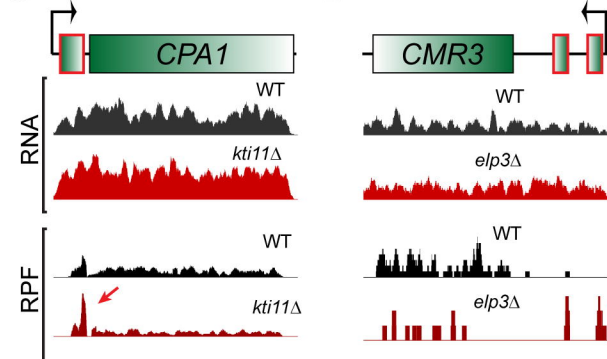 CPA1 CMR3
RNA
WT WT
kti11Δ elp3Δ
RPF
WT WT
kti11Δ elp3Δ